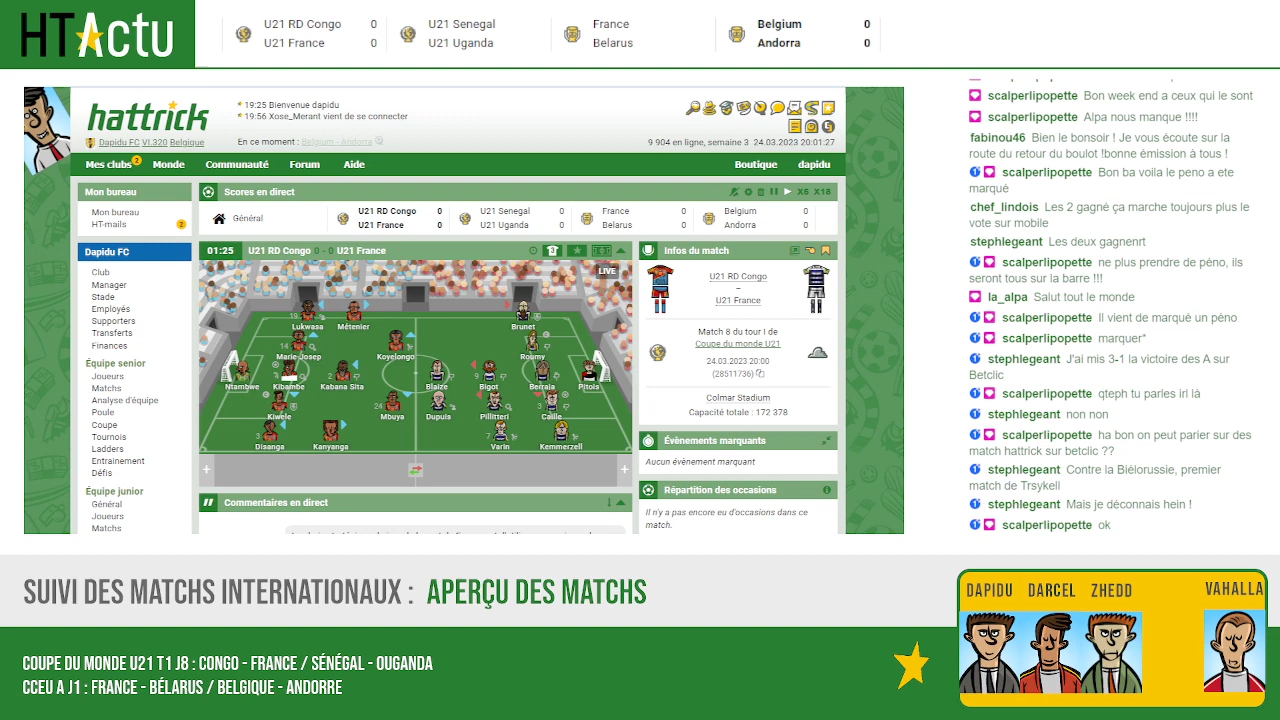 HT Actu
U21 RD Congo 0
U21 France 0
U21 Senegal
U21 Uganda
France
Belarus
Belgium 0
Andorra 0
hattrick
19:25 Bienvenue dapidu
19:56 Xose_Merant vient de se connecter
Dapidu FC VI.320 Belgique
En ce moment : Belgium - Andorra
9 904 en ligne, semaine 3 24.03.2023 20:01:27
Mes clubs 2 Monde Communauté Forum Aide
Boutique dapidu
Mon bureau
Mon bureau
HT-mails 2
Dapidu FC
Club
Manager
Stade
Employés
Supporters
Transferts
Finances
Équipe senior
Joueurs
Matchs
Analyse d'équipe
Poule
Coupe
Tournois
Ladders
Entrainement
Défis
Équipe junior
Général
Joueurs
Matchs
Scores en direct
X6 X18
Général
U21 RD Congo 0
U21 France 0
U21 Senegal 0
U21 Uganda 0
France 0
Belarus 0
Belgium 0
Andorra 0
01:25 U21 RD Congo 0 - 0 U21 France
LIVE
19
Lukwasa
Métenier
Brunet
14
Marie-Josep
Koyelongo
Roumy
Ntambwe
Kibambe
2
Kabana Sita
Blaize
9
Bigot
Berrala
Pitols
Kiwele
24
Mbuya
Dupuis
Pillitteri
3
Caille
3
Disanga
Kanyanga
7
Varin
Kemmerzell
Commentaires en direct
Infos du match
U21 RD Congo
–
U21 France
Match 8 du tour I de
Coupe du monde U21
24.03.2023 20:00
(28511736)
Colmar Stadium
Capacité totale : 172 378
Évènements marquants
Aucun évènement marquant
Répartition des occasions
Il n'y a pas encore eu d'occasions dans ce
match.
scalperlipopette Bon week end a ceux qui le sont
scalperlipopette Alpa nous manque !!!!
fabinou46 Bien le bonsoir ! Je vous écoute sur la
route du retour du boulot !bonne émission à tous !
scalperlipopette Bon ba voila le peno a ete
marqué
chef_lindois Les 2 gagné ça marche toujours plus le
vote sur mobile
stephlegeant Les deux gagnenrt
scalperlipopette ne plus prendre de péno, ils
seront tous sur la barre !!!
la_alpa Salut tout le monde
scalperlipopette Il vient de marqué un péno
scalperlipopette marquer*
stephlegeant J'ai mis 3-1 la victoire des A sur
Betclic
scalperlipopette qteph tu parles irl là
stephlegeant non non
scalperlipopette ha bon on peut parier sur des
match hattrick sur betclic ??
stephlegeant Contre la Biélorussie, premier
match de Trsykell
stephlegeant Mais je déconnais hein !
scalperlipopette ok
SUIVI DES MATCHS INTERNATIONAUX : APERÇU DES MATCHS
COUPE DU MONDE U21 T1 J8 : CONGO - FRANCE / SÉNÉGAL - OUGANDA
CCEU A J1 : FRANCE - BÉLARUS / BELGIQUE - ANDORRE
DAPIDU DARCEL ZHEDD VAHALLA